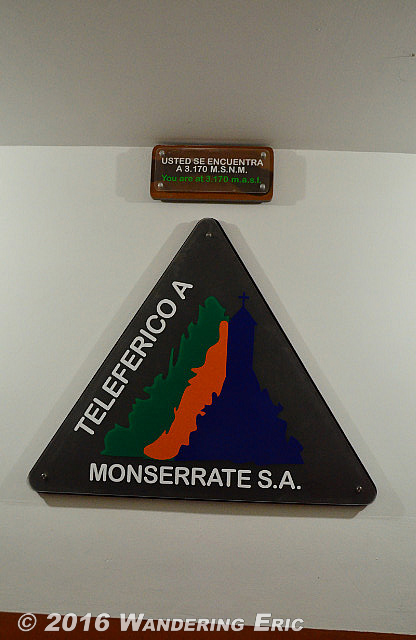 USTED SE ENCUENTRA
A 3.170 M.S.N.M.
You are at 3.170 m.a.s.l.
TELEFERICO A
MONSERRATE S.A.
© 2016 WANDERING ERIC